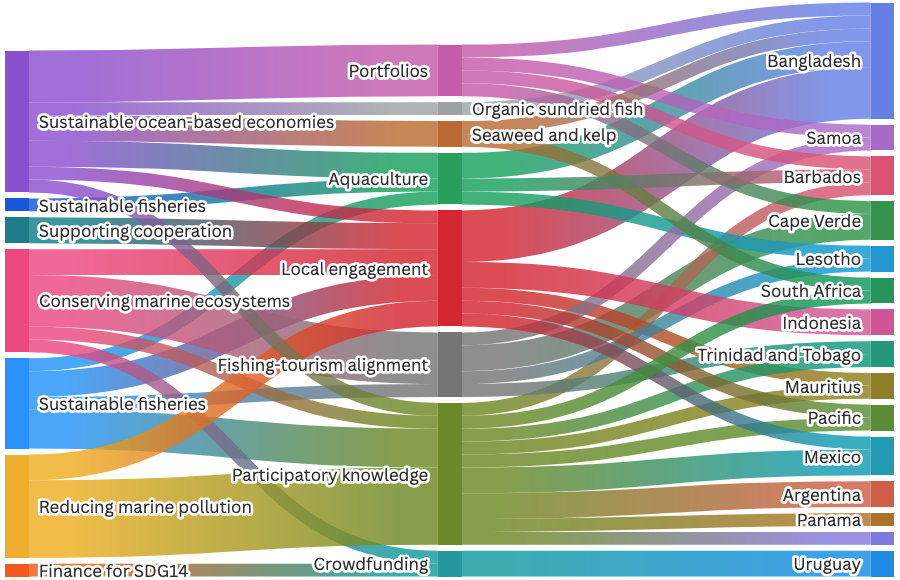 Sustainable ocean-based economies
Sustainable fisheries
Supporting cooperation
Conserving marine ecosystems
Sustainable fisheries
Reducing marine pollution
Finance for SDG14
Portfolios
Organic sundried fish
Seaweed and kelp
Aquaculture
Local engagement
Fishing-tourism alignment
Participatory knowledge
Crowdfunding
Bangladesh
Samoa
Barbados
Cape Verde
Lesotho
South Africa
Indonesia
Trinidad and Tobago
Mauritius
Pacific
Mexico
Argentina
Panama
Uruguay